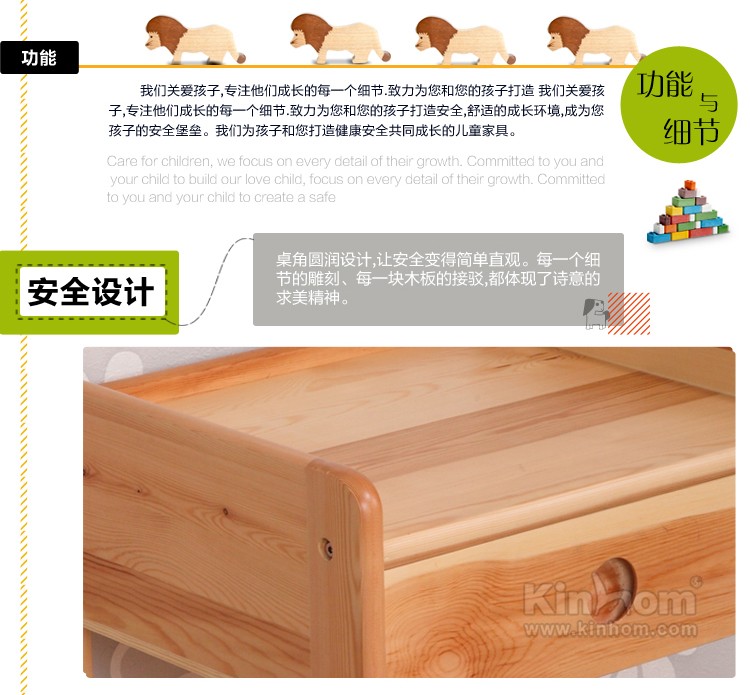 功能
我们关爱孩子,专注他们成长的每一个细节.致力为您和您的孩子打造 我们关爱孩
子,专注他们成长的每一个细节.致力为您和您的孩子打造安全,舒适的成长环境,成为您
孩子的安全堡垒。我们为孩子和您打造健康安全共同成长的儿童家具。
功能
与
细节
Care for children, we focus on every detail of their growth. Committed to you and
your child to build our love child, focus on every detail of their growth. Committed
to you and your child to create a safe
安全设计
桌角圆润设计,让安全变得简单直观。每一个细
节的雕刻、每一块木板的接驳,都体现了诗意的
求美精神。
Kinhom
www.kinhom.com